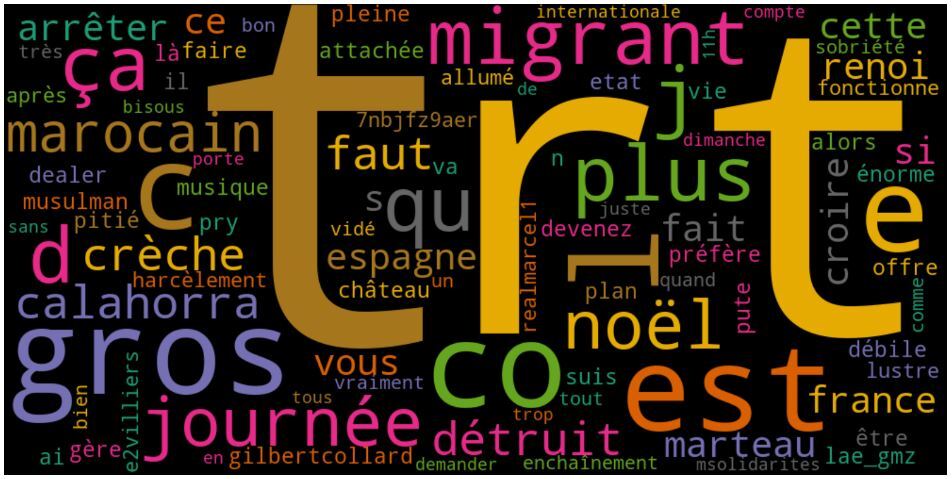 pleine
internationale
compte
arrêter
ce
bon
migrant
cette
très
ça
là
faire
attachée
11h
sobriété
renoi
il
allumé
de
etat
j
vie
fonctionne
après
bisous
t
rt
t
marocain
c
7nbjfz9aer
dimanche
alors
si
porte
faut
va
n
plus
croire
énorme
dealer
musique
s
qu
e
musulman
pitié
pry
juste
sans
vidé
realmarcel1
devenez
fait
d
crèche
espagne
l
préfère
offre
harcèlement
château
un
plan
quand
pute
comme
calahorra
noël
gros
vous
co
est
débile
lustre
e2villiers
vraiment
suis
bien
tous
tout
france
journée
trop
détruit
marteau
être
ai
gère
en
gilbertcollard
demander
enchaînement
msolidarites
lae_gmz